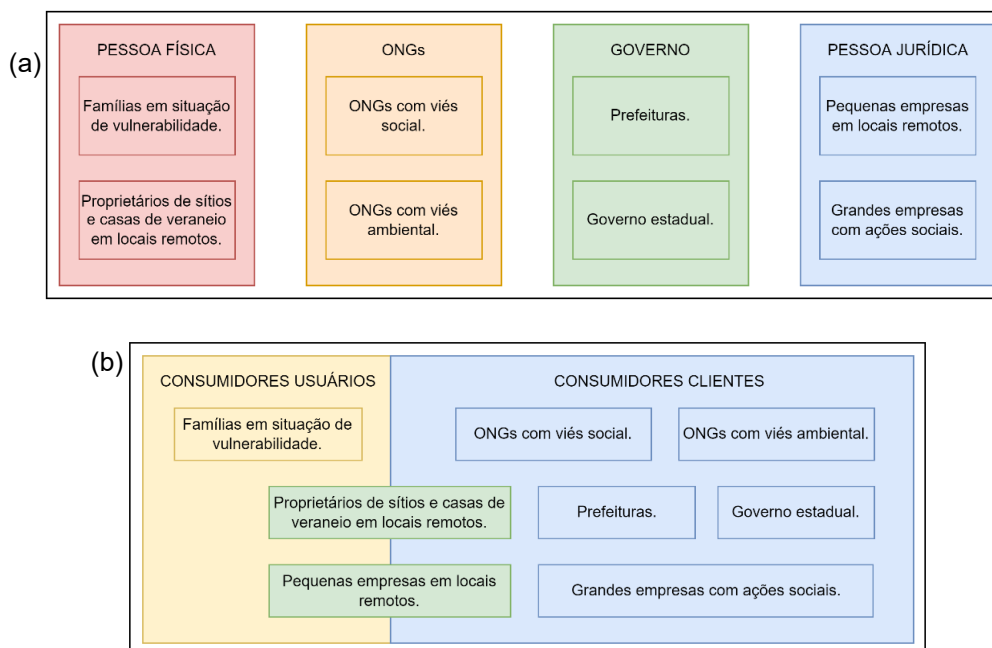 (a)
PESSOA FÍSICA
Famílias em situação
de vulnerabilidade.
Proprietários de sítios
e casas de veraneio
em locais remotos.
ONGs
ONGs com viés
social.
ONGs com viés
ambiental.
GOVERNO
Prefeituras.
Governo estadual.
PESSOA JURÍDICA
Pequenas empresas
em locais remotos.
Grandes empresas
com ações sociais.
(b)
CONSUMIDORES USUÁRIOS
CONSUMIDORES CLIENTES
Famílias em situação de
vulnerabilidade.
ONGs com viés social.
ONGs com viés ambiental.
Proprietários de sítios e casas de
veraneio em locais remotos.
Prefeituras.
Governo estadual.
Pequenas empresas em locais
remotos.
Grandes empresas com ações sociais.